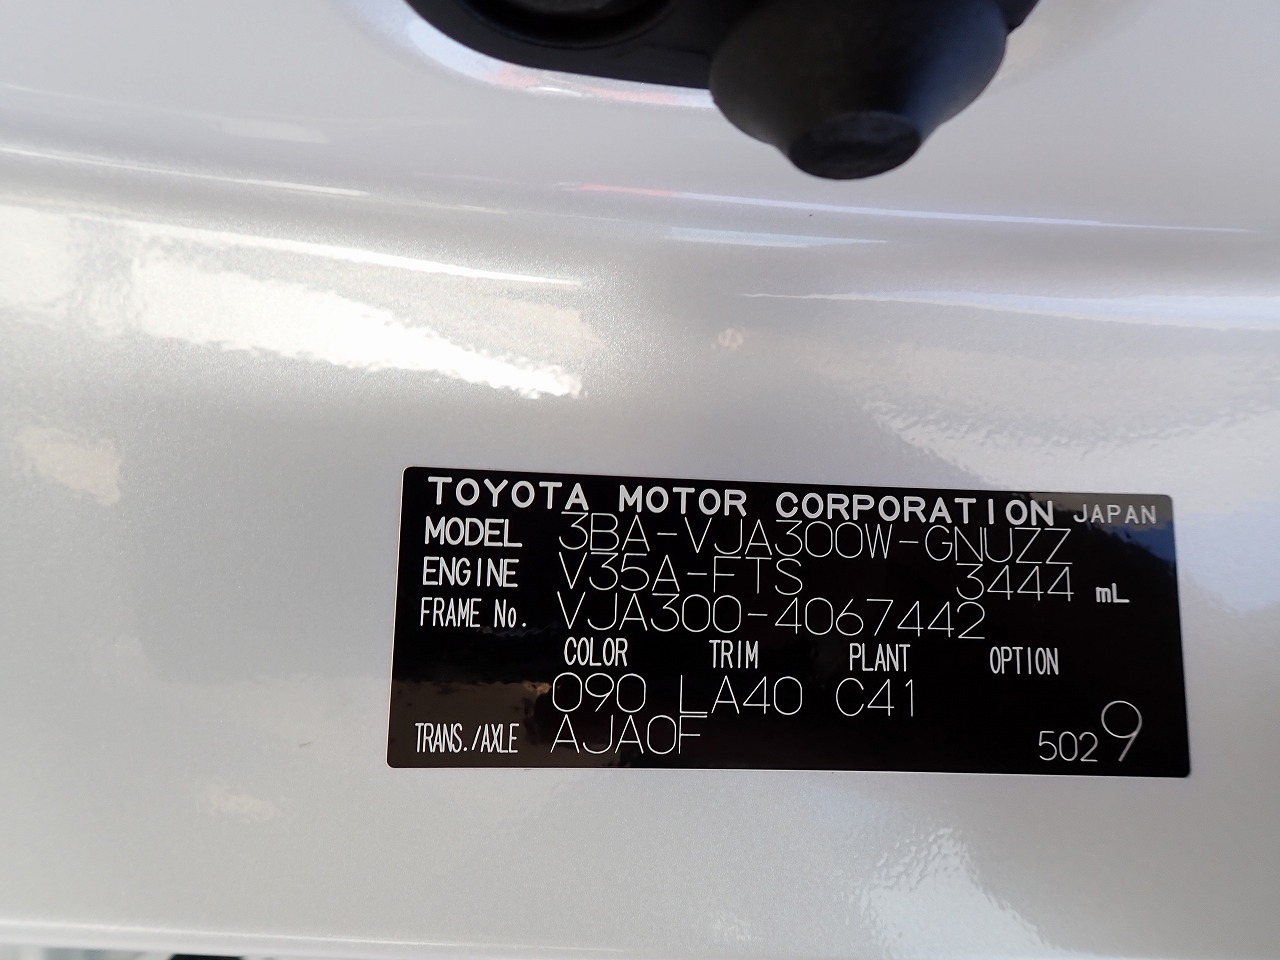 TOYOTA MOTOR CORPORATION JAPAN
MODEL 3BA-VJA300W-GNUZZ
ENGINE V35A-FTS 3444 mL
FRAME No. VJA300-4067442
COLOR TRIM PLANT OPTION
090 LA40 C41
TRANS./AXLE AJA0F 5029